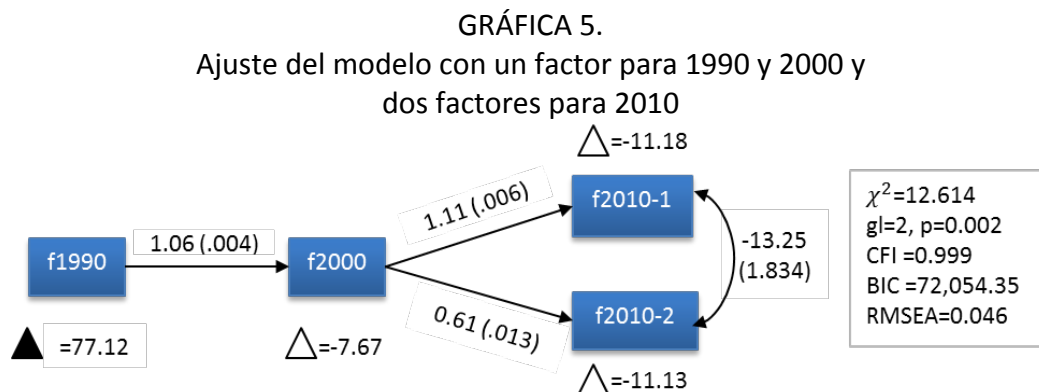 GRÁFICA 5.
Ajuste del modelo con un factor para 1990 y 2000 y
dos factores para 2010
△=-11.18
f2010-1
1.11 (.006)
f1990
1.06 (.004)
f2000
-13.25
(1.834)
0.61 (.013)
f2010-2
▲ =77.12
△=-7.67
△=-11.13
χ²=12.614
gl=2, p=0.002
CFI =0.999
BIC =72,054.35
RMSEA=0.046